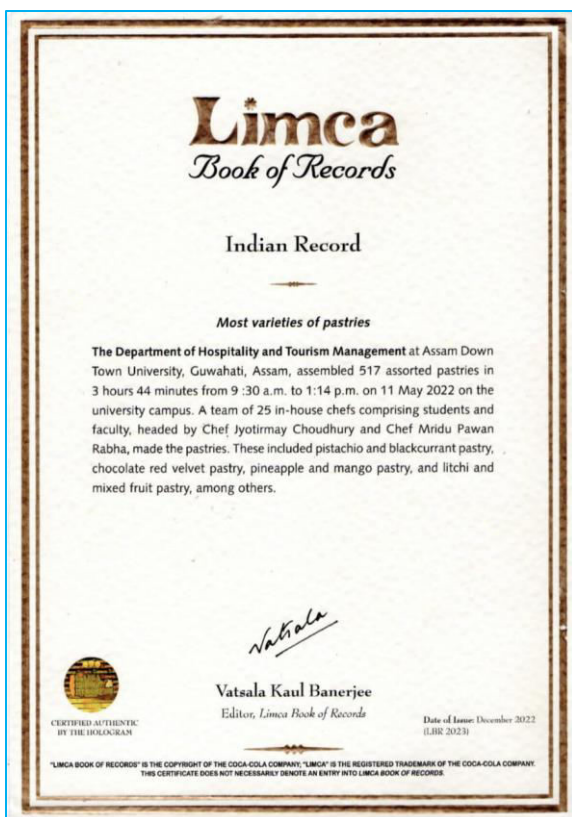 Limca
Book of Records
Indian Record
Most varieties of pastries
The Department of Hospitality and Tourism Management at Assam Down
Town University, Guwahati, Assam, assembled 517 assorted pastries in
3 hours 44 minutes from 9 :30 a.m. to 1:14 p.m. on 11 May 2022 on the
university campus. A team of 25 in-house chefs comprising students and
faculty, headed by Chef Jyotirmay Choudhury and Chef Mridu Pawan
Rabha, made the pastries. These included pistachio and blackcurrant pastry,
chocolate red velvet pastry, pineapple and mango pastry, and litchi and
mixed fruit pastry, among others.
Vatsala
Vatsala Kaul Banerjee
Editor, Limca Book of Records
CERTIFIED AUTHENTIC
BY THE HOLOGRAM
Date of Issue: December 2022
(LBR 2023)
"LIMCA BOOK OF RECORDS" IS THE COPYRIGHT OF THE COCA-COLA COMPANY; "LIMCA" IS THE REGISTERED TRADEMARK OF THE COCA-COLA COMPANY.
THIS CERTIFICATE DOES NOT NECESSARILY DENOTE AN ENTRY INTO LIMCA BOOK OF RECORDS.